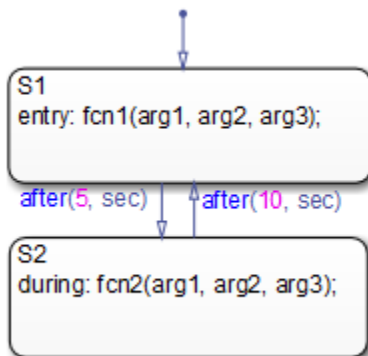 S1
entry: fcn1(arg1, arg2, arg3);
after(5, sec)
after(10, sec)
S2
during: fcn2(arg1, arg2, arg3);